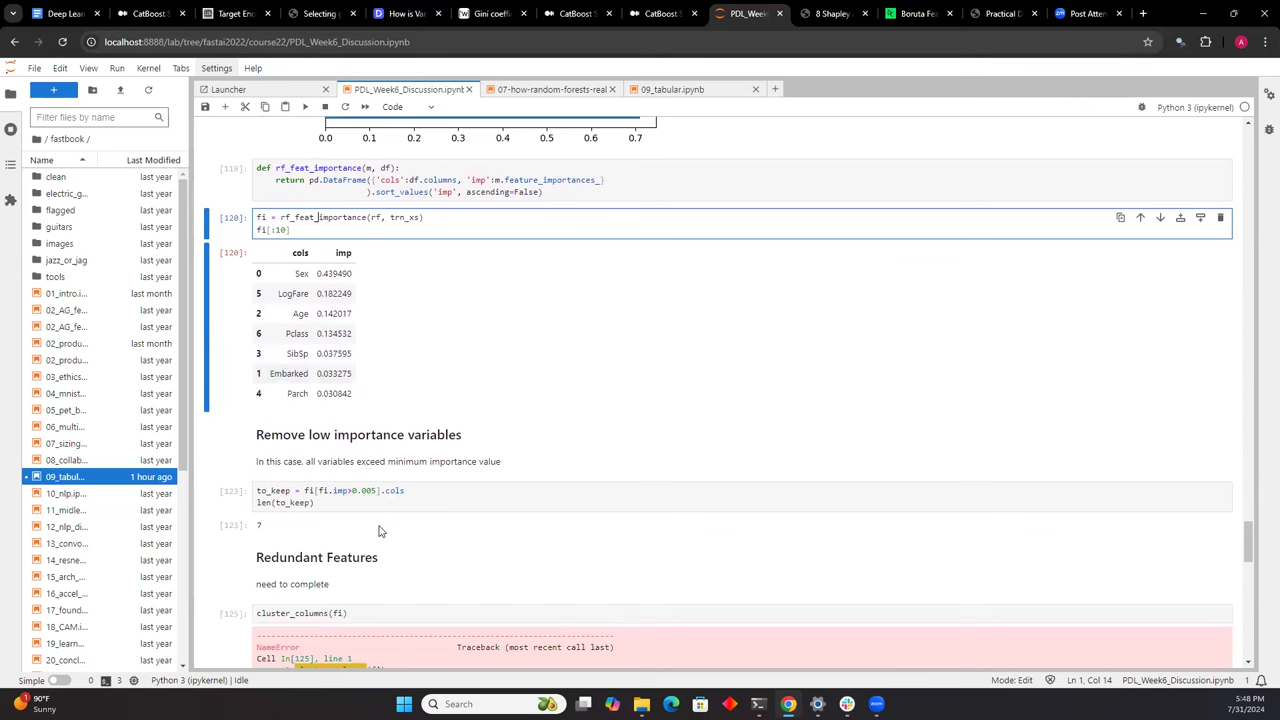 Deep Lear
CatBoost
Target Enc
Selecting
How is Var
Gini coeffi
CatBoost S
CatBoost S
PDL_Week
8 Shapley
Boruta Fea
Practical D
Post Atten
localhost:8888/lab/tree/fastai2022/course22/PDL_Week6_Discussion.ipynb
File Edit View Run Kernel Tabs Settings Help
Launcher
PDL_Week6_Discussion.ipynb
07-how-random-forests-real
09_tabular.ipynb
Filter files by name
Code
Python 3 (ipykernel)
/ fastbook /
Name Last Modified
clean last year
electric_g... last year
flagged last year
guitars last year
images last year
jazz_or_jag last year
tools last year
01_intro.i... last month
02_AG_fe... last year
02_AG_fe... last year
02_produ... last month
02_produ... last year
03_ethics... last year
04_mnist... last year
05_pet_b... last year
06_multi... last year
07_sizing... last year
08_collab... last year
09_tabul... 1 hour ago
10_nlp.ip... last year
11_midle... last year
12_nlp_di... last year
13_convo... last year
14_resne... last year
15_arch_... last year
16_accel_... last year
17_found... last year
18_CAM.i... last year
19_learn... last year
20_concl... last year
0.0 0.1 0.2 0.3 0.4 0.5 0.6 0.7
[119]: def rf_feat_importance(m, df):
return pd.DataFrame({'cols':df.columns, 'imp':m.feature_importances_}
).sort_values('imp', ascending=False)
[120]: fi = rf_feat_importance(rf, trn_xs)
fi[:10]
[120]: cols imp
0 Sex 0.439490
5 LogFare 0.182249
2 Age 0.142017
6 Pclass 0.134532
3 SibSp 0.037595
1 Embarked 0.033275
4 Parch 0.030842
Remove low importance variables
In this case, all variables exceed minimum importance value
[123]: to_keep = fi[fi.imp>0.005].cols
len(to_keep)
[123]: 7
Redundant Features
need to complete
[125]: cluster_columns(fi)
NameError Traceback (most recent call last)
Cell In[125], line 1
Simple 0 3 Python 3 (ipykernel) | Idle
Mode: Edit
Ln 1, Col 14
PDL_Week6_Discussion.ipynb
1
90°F
Sunny
Search
5:48 PM
7/31/2024